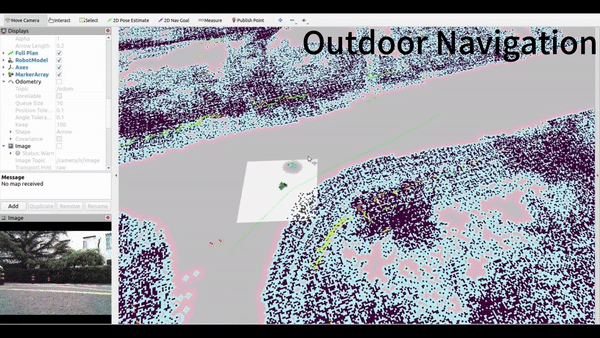 Outdoor Navigation
Move Camera Interact Select 2D Pose Estimate 2D Nav Goal Measure Publish Point
Displays
Alpha 1
Arrow Length 0.2
Full Plan
RobotModel
Axes
MarkerArray
Odometry
Topic /odom
Unreliable
Queue Size 10
Position Tole... 0.1
Angle Tolera... 0.1
Keep 100
Shape Arrow
Covariance
Image
Status: Warn
Image Topic /camera/rl/image
Transport Hint raw
Message
No map received
Add Duplicate Remove Rename
Image